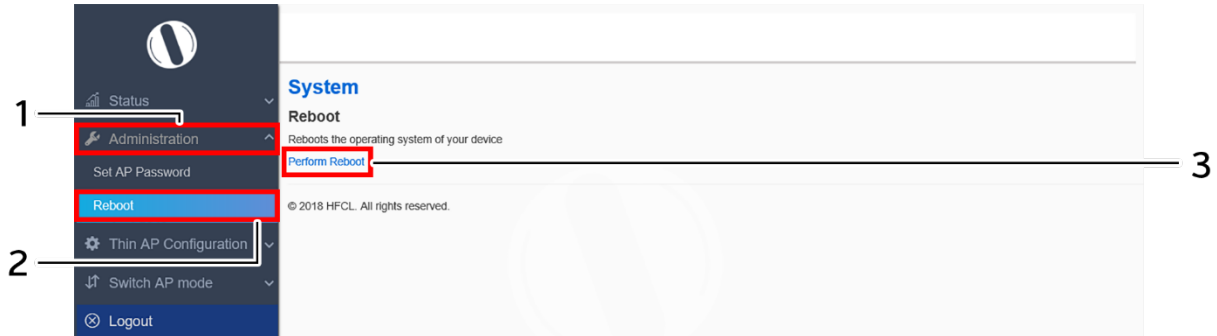 Status
1
Administration
Set AP Password
Reboot
2
Thin AP Configuration
Switch AP mode
Logout
System
Reboot
Reboots the operating system of your device
Perform Reboot
3
© 2018 HFCL. All rights reserved.